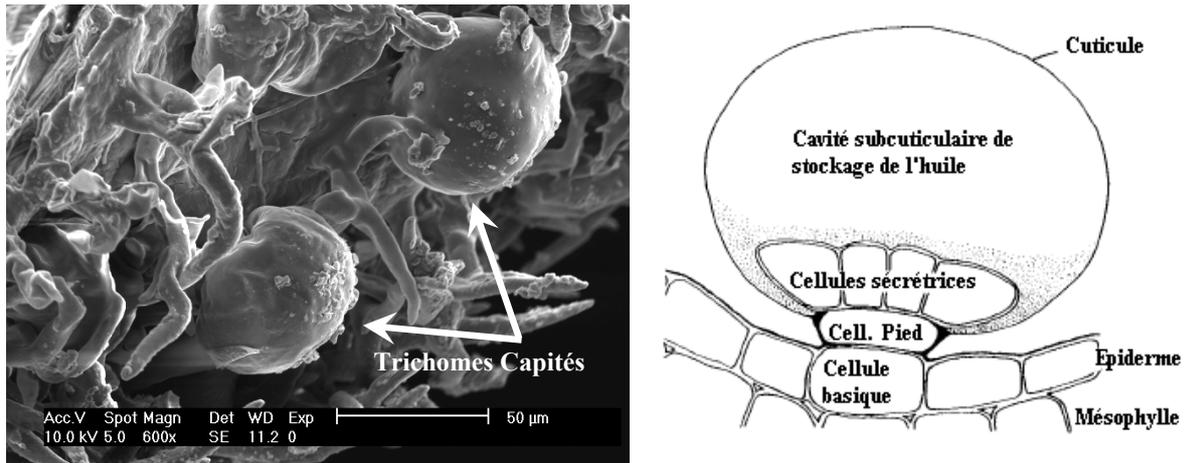 Trichomes Capités
Acc.V Spot Magn Det WD Exp
50 µm
10.0 kV 5.0 600x SE 11.2 0
Cuticule
Cavité subcuticulaire de
stockage de l'huile
Cellules sécrétrices
Cell. Pied
Cellule
basique
Epiderme
Mésophylle